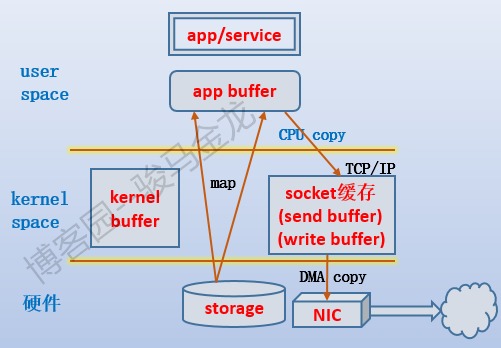 app/service
user
space
app buffer
CPU copy
TCP/IP
map
kernel
space
kernel
buffer
socket缓存
(send buffer)
(write buffer)
DMA copy
硬件
storage
NIC
博客园—骏马金龙